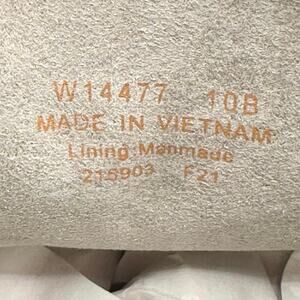 W14477 10B
MADE IN VIETNAM
Lining Manmade
215903 F21